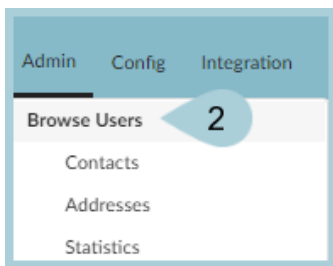 Admin Config Integration
Browse Users 2
Contacts
Addresses
Statistics